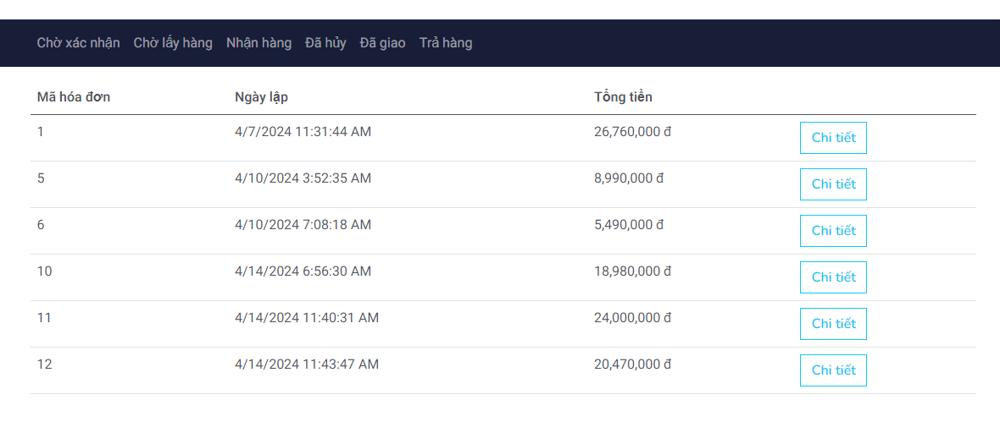 Chờ xác nhận Chờ lấy hàng Nhận hàng Đã hủy Đã giao Trả hàng
Mã hóa đơn Ngày lập Tổng tiền
1 4/7/2024 11:31:44 AM 26,760,000 đ Chi tiết
5 4/10/2024 3:52:35 AM 8,990,000 đ Chi tiết
6 4/10/2024 7:08:18 AM 5,490,000 đ Chi tiết
10 4/14/2024 6:56:30 AM 18,980,000 đ Chi tiết
11 4/14/2024 11:40:31 AM 24,000,000 đ Chi tiết
12 4/14/2024 11:43:47 AM 20,470,000 đ Chi tiết